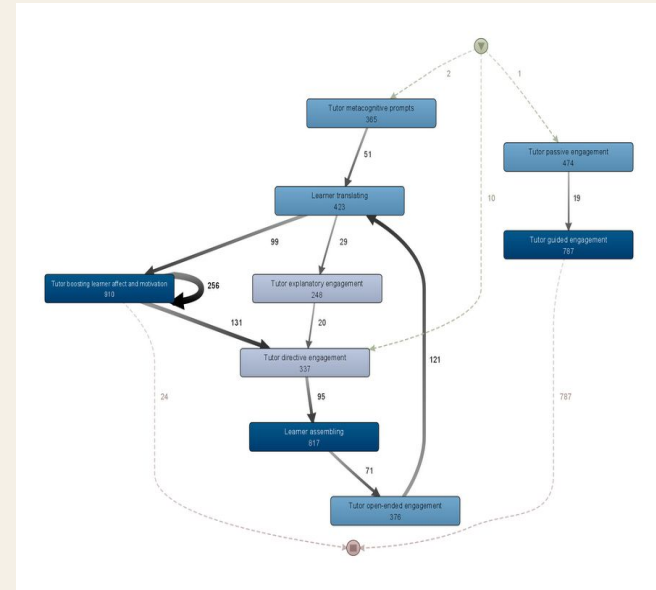 2
1
Tutor metacognitive prompts
365
Tutor passive engagement
474
51
19
10
Learner translating
423
Tutor guided engagement
787
99
29
Tutor boosting learner affect and motivation
910
256
Tutor explanatory engagement
248
131
20
121
Tutor directive engagement
337
24
95
787
Learner assembling
817
71
Tutor open-ended engagement
376